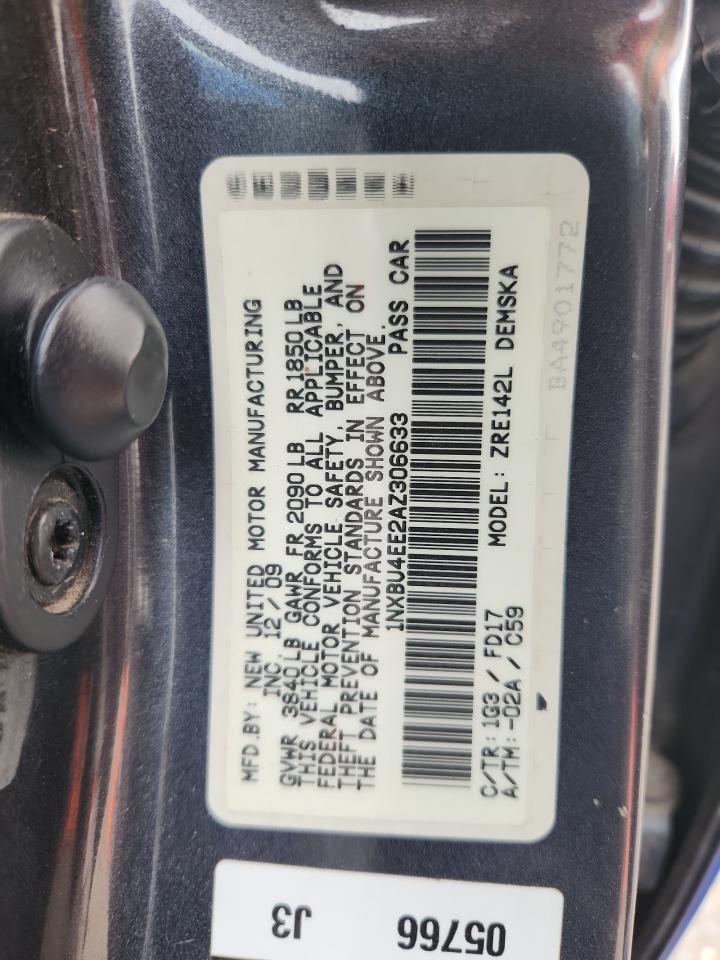 MFD.BY: NEW UNITED MOTOR MANUFACTURING
INC. 12/09
GVWR 3840LB GAWR FR 2090LB RR1850LB
THIS VEHICLE CONFORMS TO ALL APPLICABLE
FEDERAL MOTOR VEHICLE SAFETY, BUMPER, AND
THEFT PREVENTION STANDARDS IN EFFECT ON
THE DATE OF MANUFACTURE SHOWN ABOVE.
1NXBU4EE2AZ306633 PASS CAR
C/TR: 1G3 / FD17 MODEL: ZRE142L DEMSKA
A/TM: -02A / C59
BA4901772
05766
J3